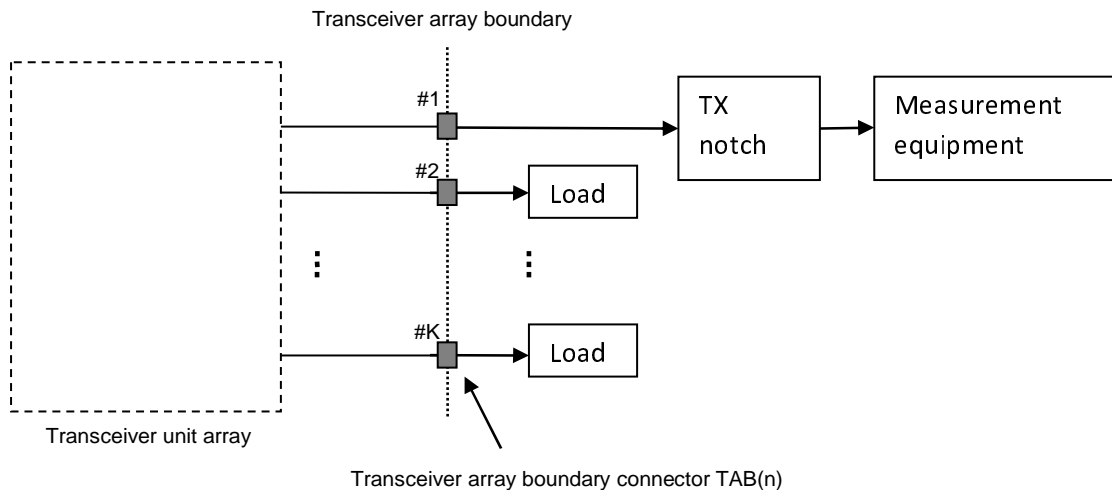 Transceiver array boundary
#1
TX
notch
Measurement
equipment
#2
Load
#K
Load
Transceiver unit array
Transceiver array boundary connector TAB(n)